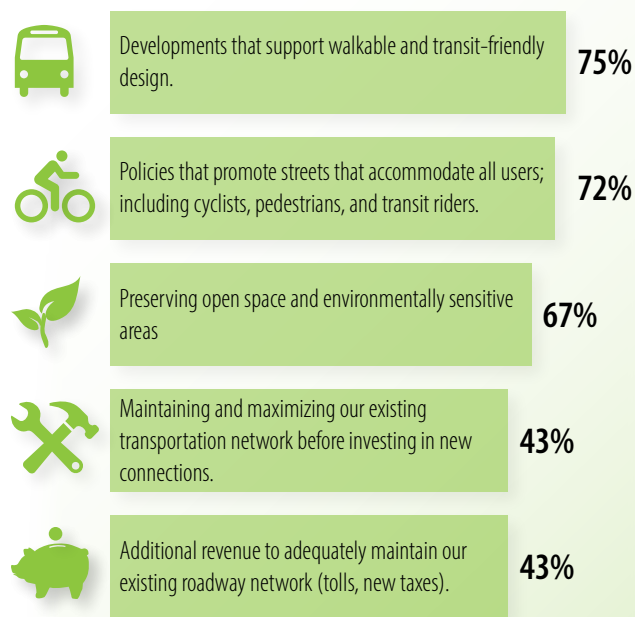 Developments that support walkable and transit-friendly
design.
75%
Policies that promote streets that accommodate all users;
including cyclists, pedestrians, and transit riders.
72%
Preserving open space and environmentally sensitive
areas
67%
Maintaining and maximizing our existing
transportation network before investing in new
connections.
43%
Additional revenue to adequately maintain our
existing roadway network (tolls, new taxes).
43%